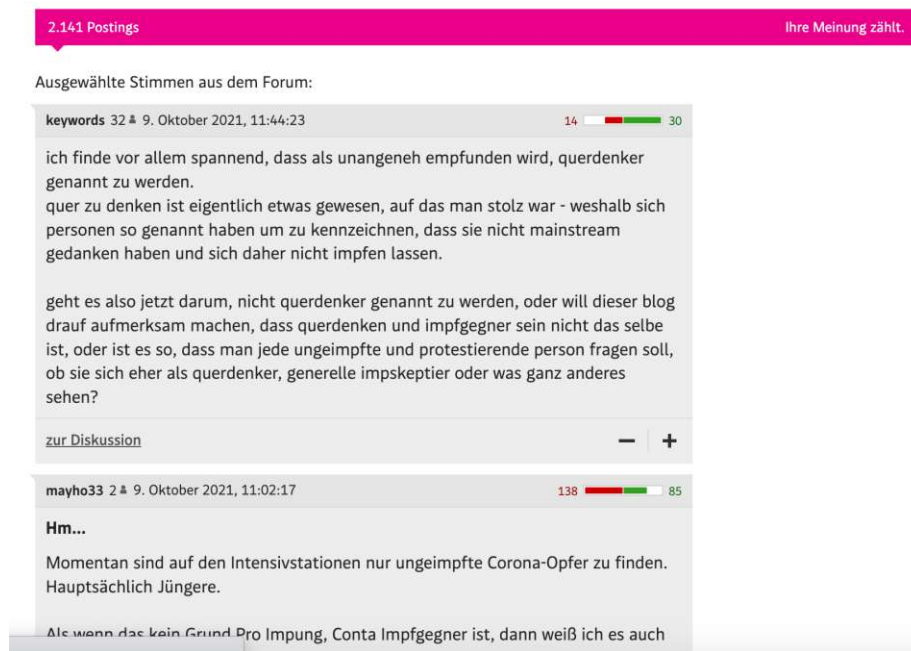 2.141 Postings
Ihre Meinung zählt.
Ausgewählte Stimmen aus dem Forum:
keywords 32 9. Oktober 2021, 11:44:23
14 30
ich finde vor allem spannend, dass als unangeneh empfunden wird, querdenker
genannt zu werden.
quer zu denken ist eigentlich etwas gewesen, auf das man stolz war - weshalb sich
personen so genannt haben um zu kennzeichnen, dass sie nicht mainstream
gedanken haben und sich daher nicht impfen lassen.
geht es also jetzt darum, nicht querdenker genannt zu werden, oder will dieser blog
drauf aufmerksam machen, dass querdenken und impfgegner sein nicht das selbe
ist, oder ist es so, dass man jede ungeimpfte und protestierende person fragen soll,
ob sie sich eher als querdenker, generelle impskeptier oder was ganz anderes
sehen?
zur Diskussion
− | +
mayho33 2 9. Oktober 2021, 11:02:17
138 85
Hm...
Momentan sind auf den Intensivstationen nur ungeimpfte Corona-Opfer zu finden.
Hauptsächlich Jüngere.
Als wenn das kein Grund Pro Impung, Conta Impfgegner ist, dann weiß ich es auch